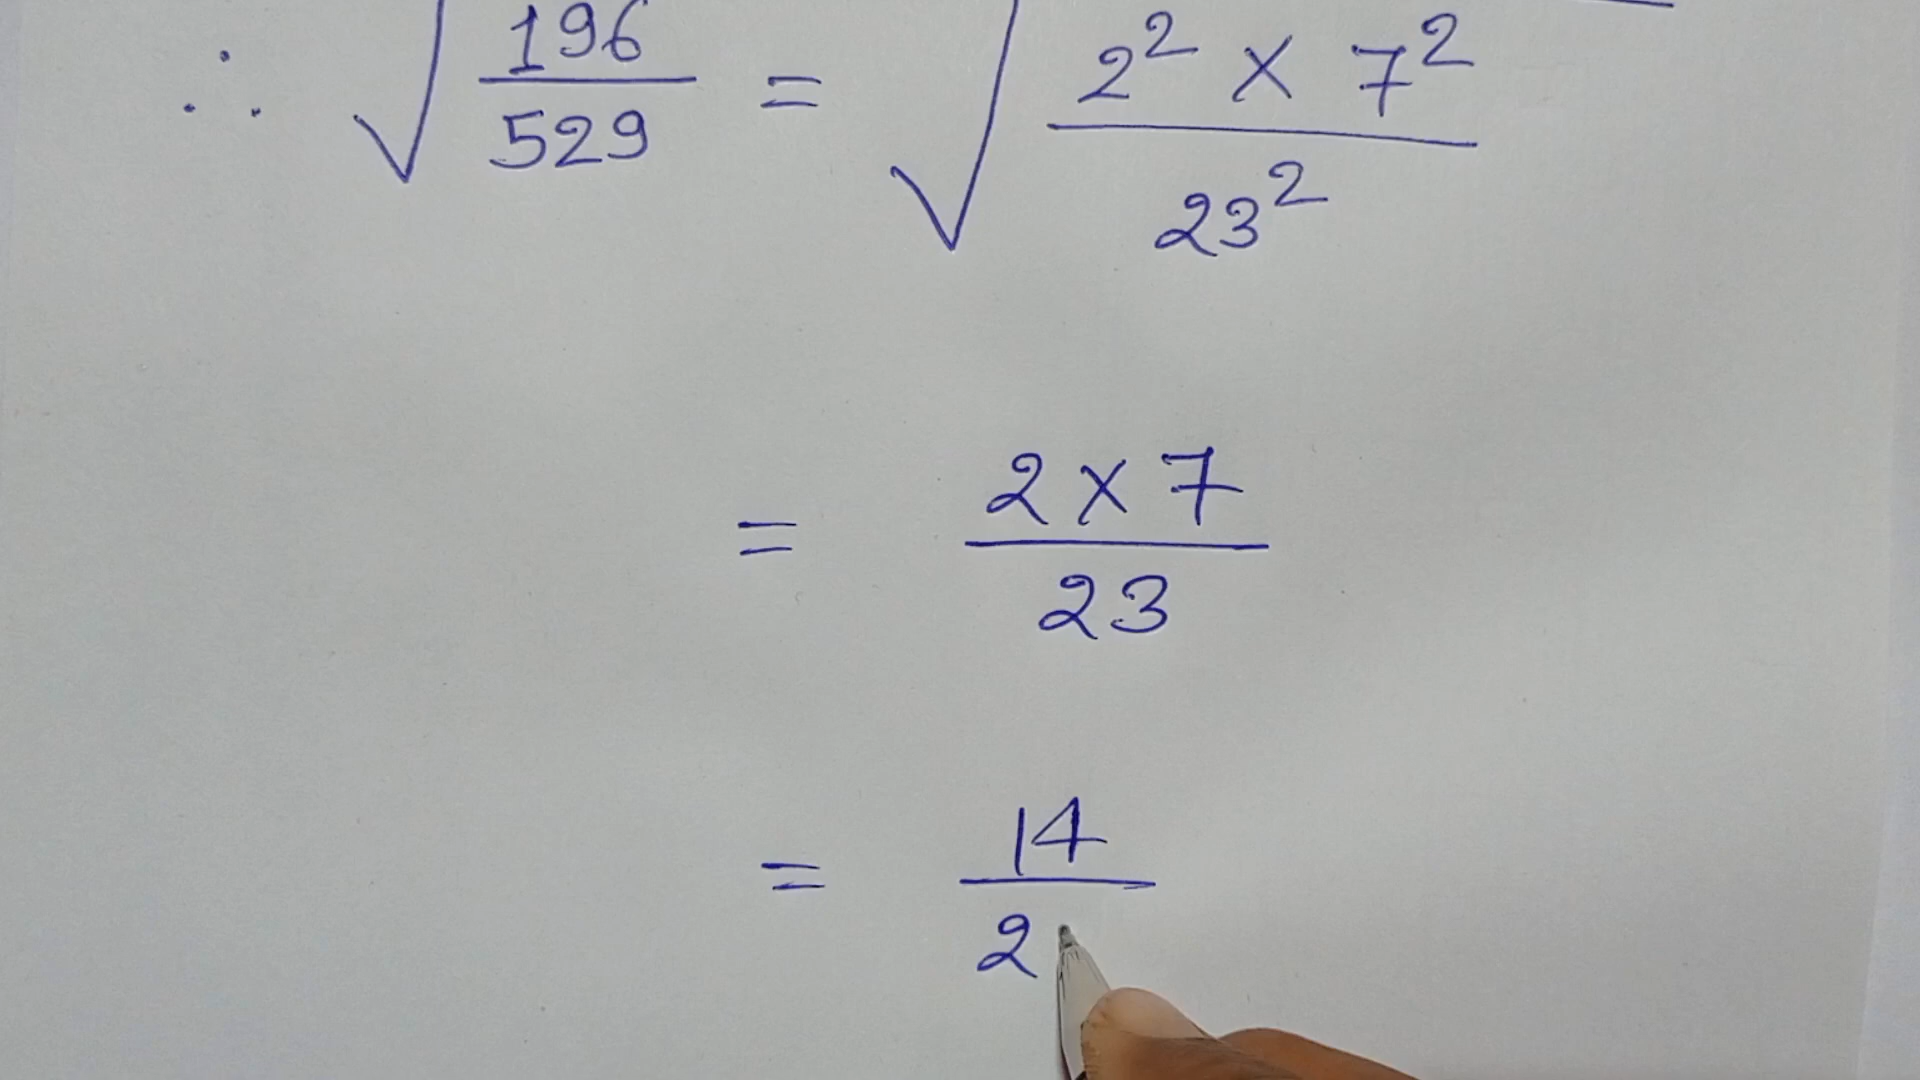 ∴ √(196/529) = √((2² × 7²)/23²)
= (2 × 7)/23
= 14/2